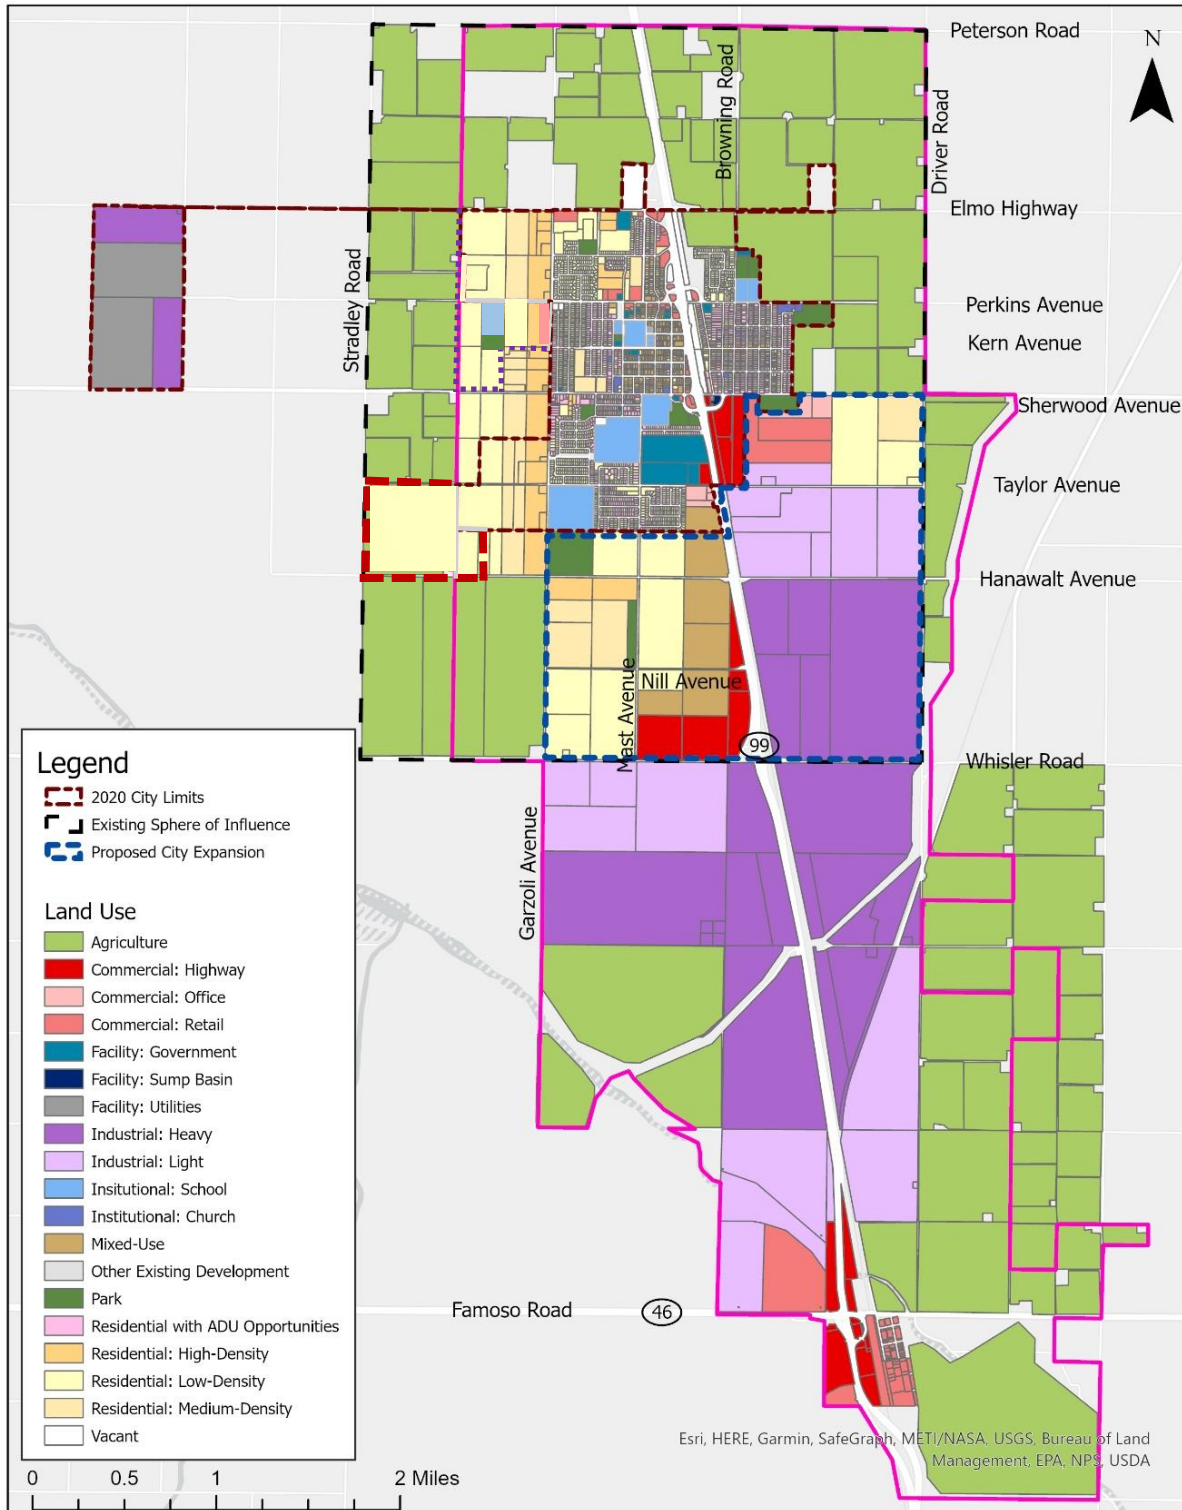 Peterson Road
N
Browning Road
Driver Road
Elmo Highway
Stradley Road
Perkins Avenue
Kern Avenue
Sherwood Avenue
Taylor Avenue
Hanawalt Avenue
Mast Avenue
Nill Avenue
99
Whisler Road
Garzoli Avenue
Legend
2020 City Limits
Existing Sphere of Influence
Proposed City Expansion
Land Use
Agriculture
Commercial: Highway
Commercial: Office
Commercial: Retail
Facility: Government
Facility: Sump Basin
Facility: Utilities
Industrial: Heavy
Industrial: Light
Insitutional: School
Institutional: Church
Mixed-Use
Other Existing Development
Park
Residential with ADU Opportunities
Residential: High-Density
Residential: Low-Density
Residential: Medium-Density
Vacant
Famoso Road
46
Esri, HERE, Garmin, SafeGraph, METI/NASA, USGS, Bureau of Land
Management, EPA, NPS, USDA
0 0.5 1 2 Miles